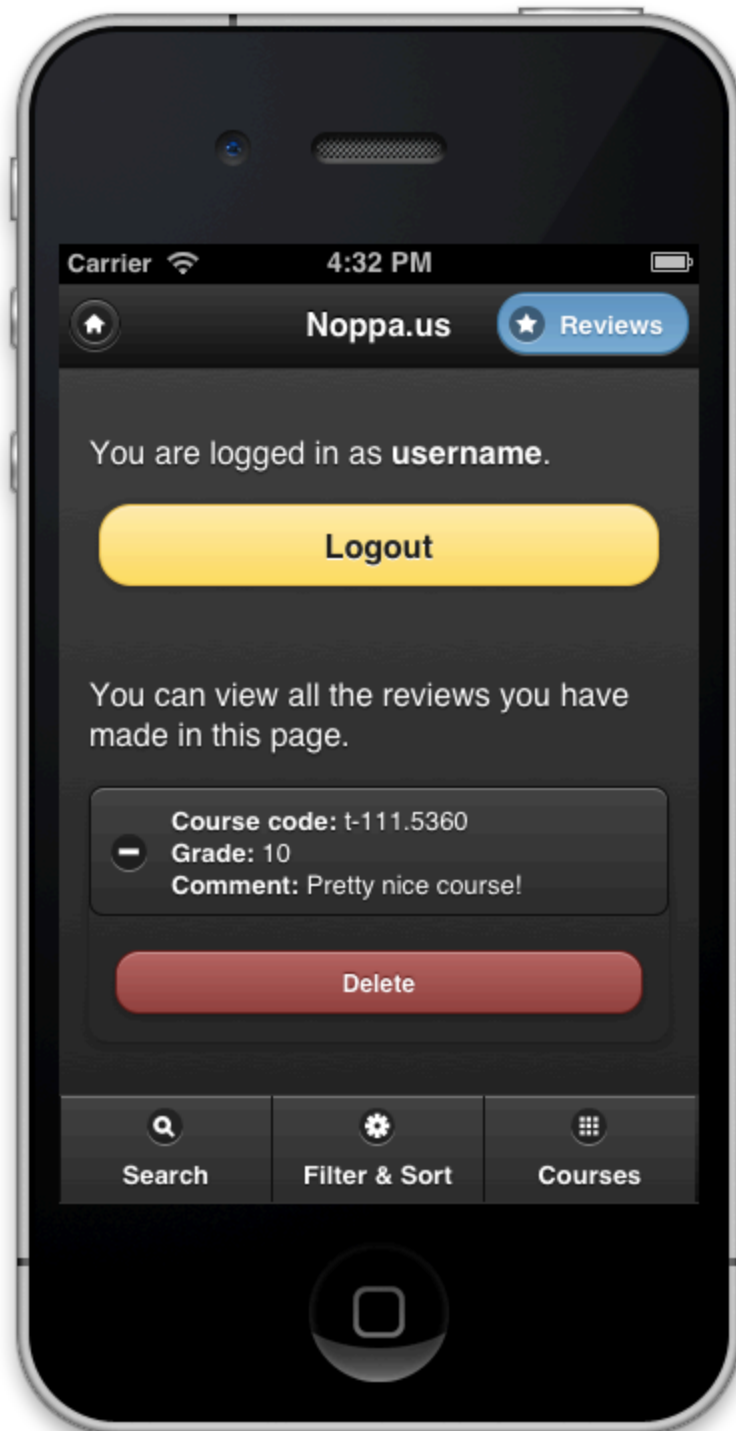 Carrier 4:32 PM
Noppa.us Reviews
You are logged in as username.
Logout
You can view all the reviews you have
made in this page.
Course code: t-111.5360
Grade: 10
Comment: Pretty nice course!
Delete
Search Filter & Sort Courses